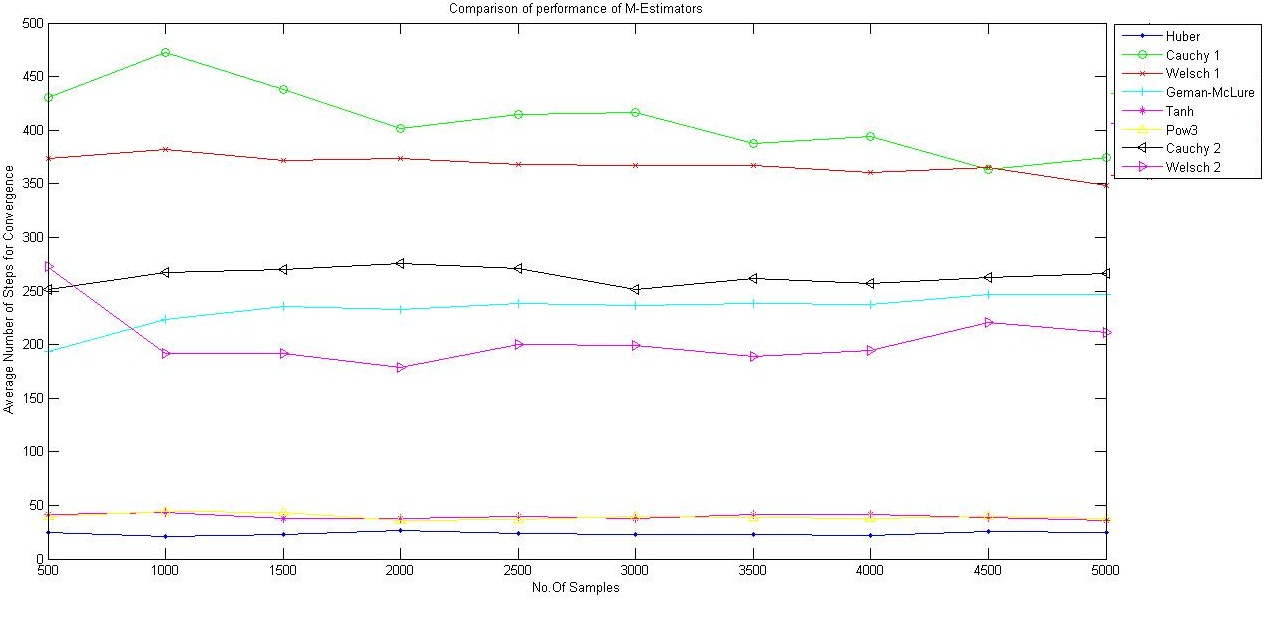 Comparison of performance of M-Estimators
500
450
400
350
300
250
200
150
100
50
0
Average Number of Steps for Convergence
500 1000 1500 2000 2500 3000 3500 4000 4500 5000
No.Of Samples
Huber
Cauchy 1
Welsch 1
Geman-McLure
Tanh
Pow3
Cauchy 2
Welsch 2